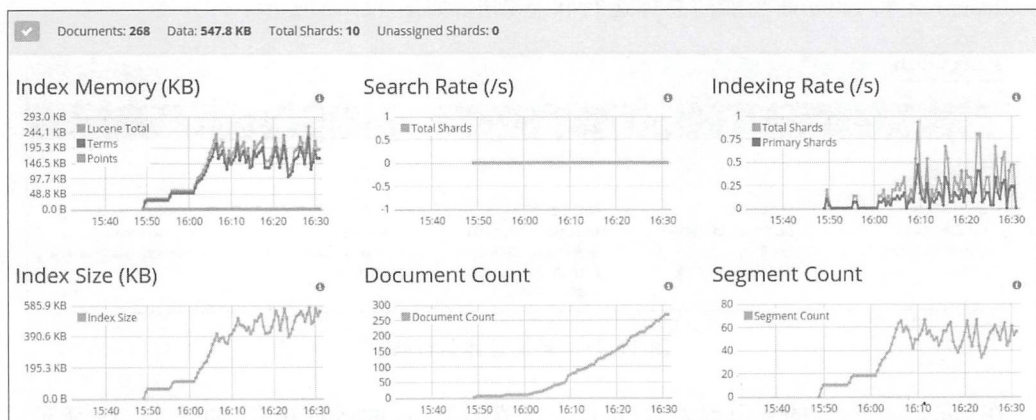 Documents: 268 Data: 547.8 KB Total Shards: 10 Unassigned Shards: 0
Index Memory (KB)
293.0 KB
244.1 KB
195.3 KB
146.5 KB
97.7 KB
48.8 KB
0.0 B
Lucene Total
Terms
Points
15:40 15:50 16:00 16:10 16:20 16:30
Search Rate (/s)
1
0.5
0
-0.5
-1
Total Shards
15:40 15:50 16:00 16:10 16:20 16:30
Indexing Rate (/s)
1
0.75
0.5
0.25
0
Total Shards
Primary Shards
15:40 15:50 16:00 16:10 16:20 16:30
Index Size (KB)
585.9 KB
390.6 KB
195.3 KB
0.0 B
Index Size
15:40 15:50 16:00 16:10 16:20 16:30
Document Count
300
250
200
150
100
50
0
Document Count
15:40 15:50 16:00 16:10 16:20 16:30
Segment Count
80
60
40
20
0
Segment Count
15:40 15:50 16:00 16:10 16:20 16:30